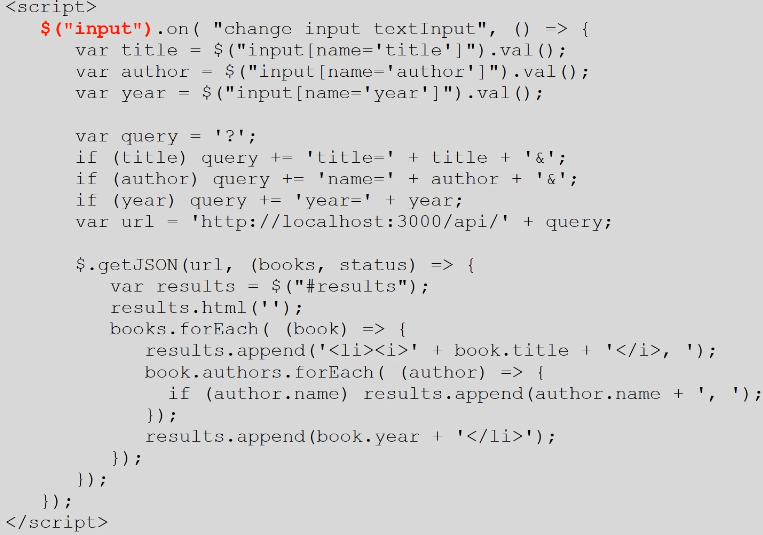 <script>
$("input").on( "change input textInput", () => {
var title = $("input[name='title']").val();
var author = $("input[name='author']").val();
var year = $("input[name='year']").val();
var query = '?';
if (title) query += 'title=' + title + '&';
if (author) query += 'name=' + author + '&';
if (year) query += 'year=' + year;
var url = 'http://localhost:3000/api/' + query;
$.getJSON(url, (books, status) => {
var results = $("#results");
results.html('');
books.forEach( (book) => {
results.append('<li><i>' + book.title + '</i>, ');
book.authors.forEach( (author) => {
if (author.name) results.append(author.name + ', ');
});
results.append(book.year + '</li>');
});
});
});
</script>